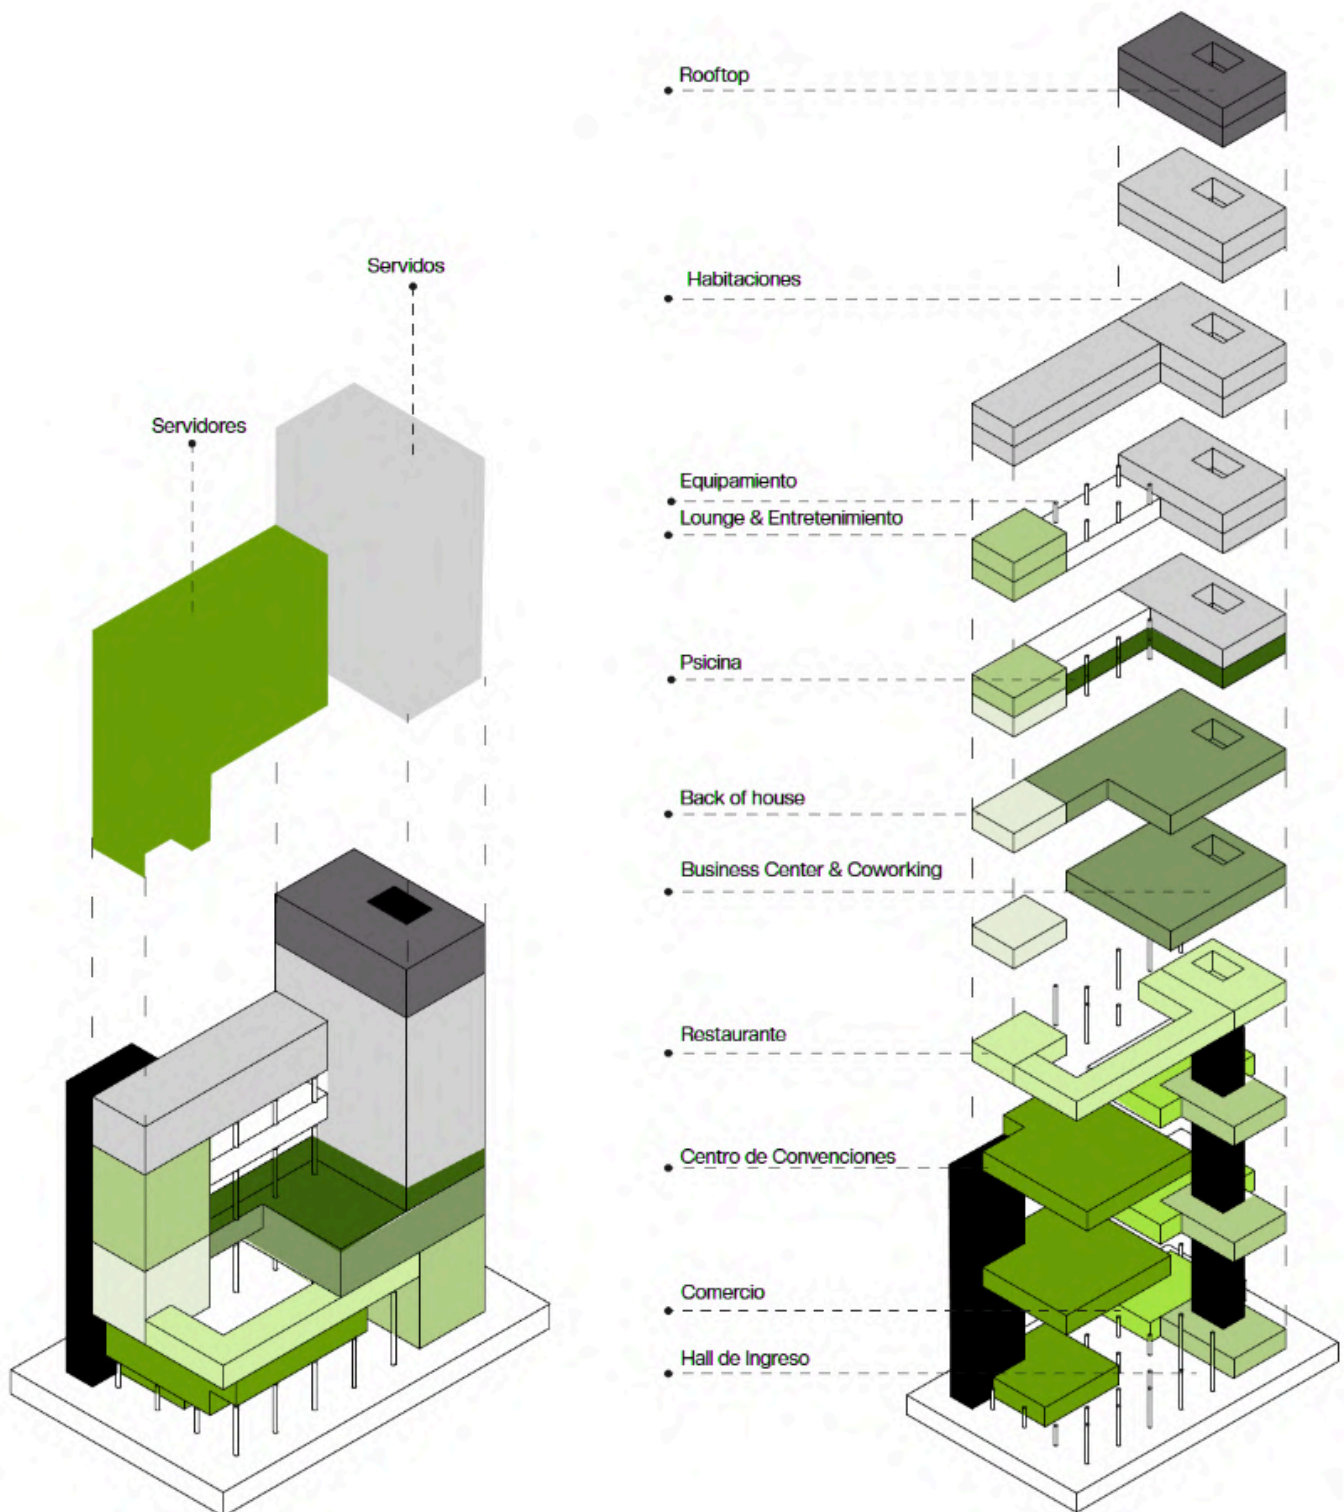 Rooftop
Servidos
Habitaciones
Servidores
Equipamiento
Lounge & Entretenimiento
Psicina
Back of house
Business Center & Coworking
Restaurante
Centro de Convenciones
Comercio
Hall de Ingreso